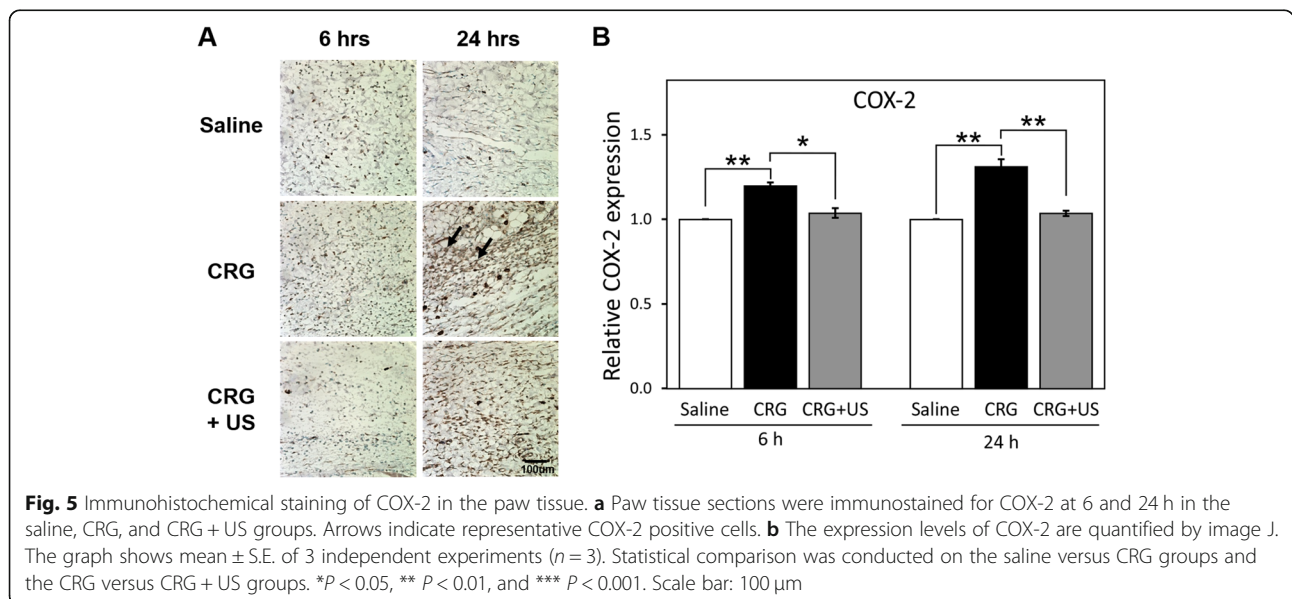 A
6 hrs 24 hrs
Saline
CRG
CRG
+ US
100µm
B
COX-2
Relative COX-2 expression
1.5
1.0
0.5
0.0
** * ** **
Saline CRG CRG+US Saline CRG CRG+US
6 h 24 h
Fig. 5 Immunohistochemical staining of COX-2 in the paw tissue. a Paw tissue sections were immunostained for COX-2 at 6 and 24 h in the
saline, CRG, and CRG + US groups. Arrows indicate representative COX-2 positive cells. b The expression levels of COX-2 are quantified by image J.
The graph shows mean ± S.E. of 3 independent experiments (n = 3). Statistical comparison was conducted on the saline versus CRG groups and
the CRG versus CRG + US groups. *P < 0.05, ** P < 0.01, and *** P < 0.001. Scale bar: 100 μm